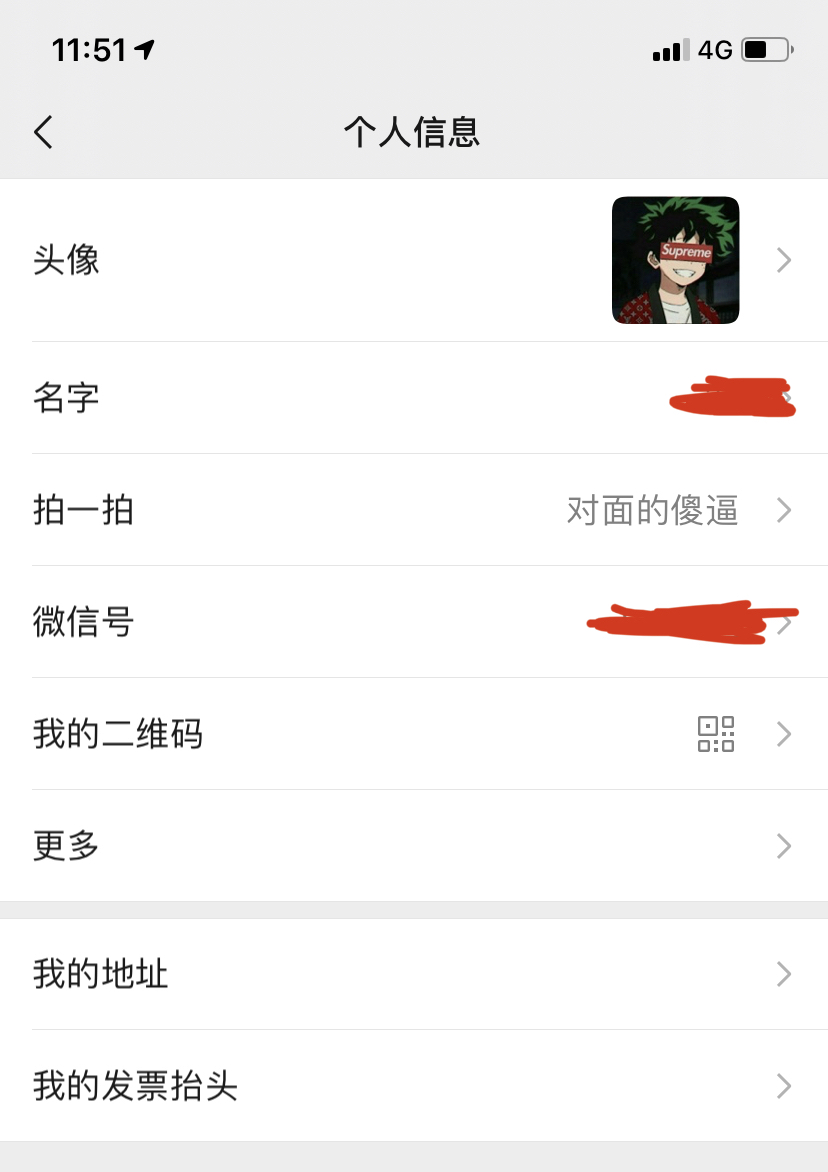 11:51 4G
个人信息
头像
Supreme
名字
拍一拍 对面的傻逼
微信号
我的二维码
更多
我的地址
我的发票抬头